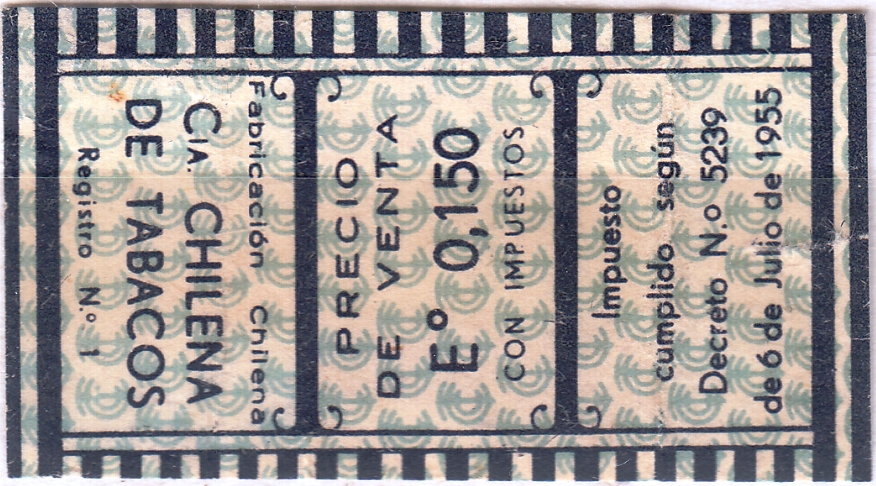 Fabricación Chilena
CIA. CHILENA
DE TABACOS
Registro N.º 1
PRECIO
DE VENTA
Eº 0,150
CON IMPUESTOS
Impuesto
cumplido según
Decreto N.o 5239
de 6 de Julio de 1955